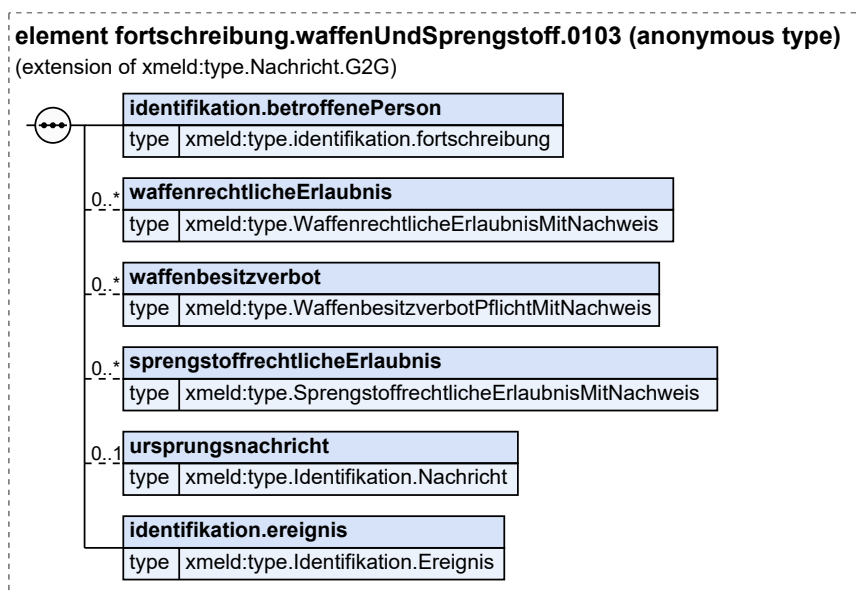 element fortschreibung.waffenUndSprengstoff.0103 (anonymous type)
(extension of xmeld:type.Nachricht.G2G)
identifikation.betroffenePerson
type xmeld:type.identifikation.fortschreibung
0..* waffenrechtlicheErlaubnis
type xmeld:type.WaffenrechtlicheErlaubnisMitNachweis
0..* waffenbesitzverbot
type xmeld:type.WaffenbesitzverbotPflichtMitNachweis
0..* sprengstoffrechtlicheErlaubnis
type xmeld:type.SprengstoffrechtlicheErlaubnisMitNachweis
0..1 ursprungsnachricht
type xmeld:type.Identifikation.Nachricht
identifikation.ereignis
type xmeld:type.Identifikation.Ereignis